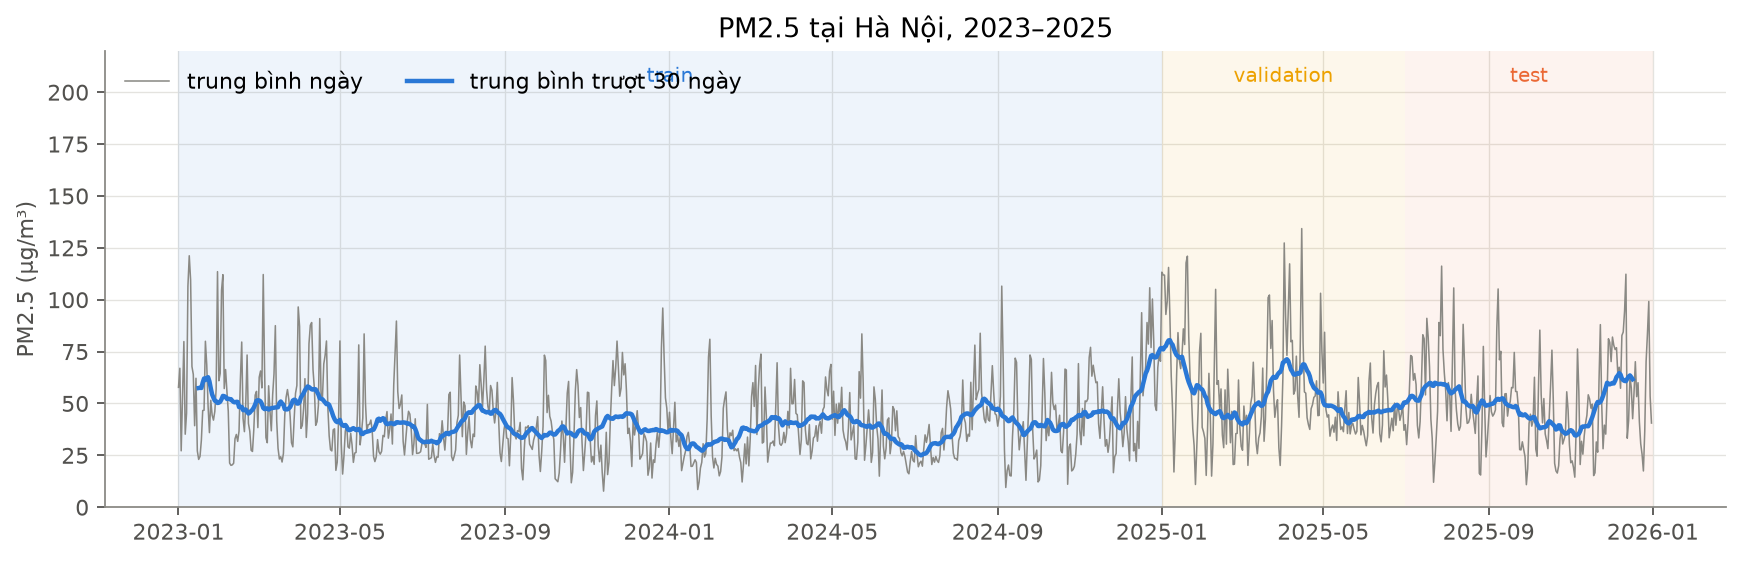 PM2.5 tại Hà Nội, 2023–2025
trung bình ngày
trung bình trượt 30 ngày
train
validation
test
PM2.5 (µg/m³)
200
175
150
125
100
75
50
25
0
2023-01
2023-05
2023-09
2024-01
2024-05
2024-09
2025-01
2025-05
2025-09
2026-01